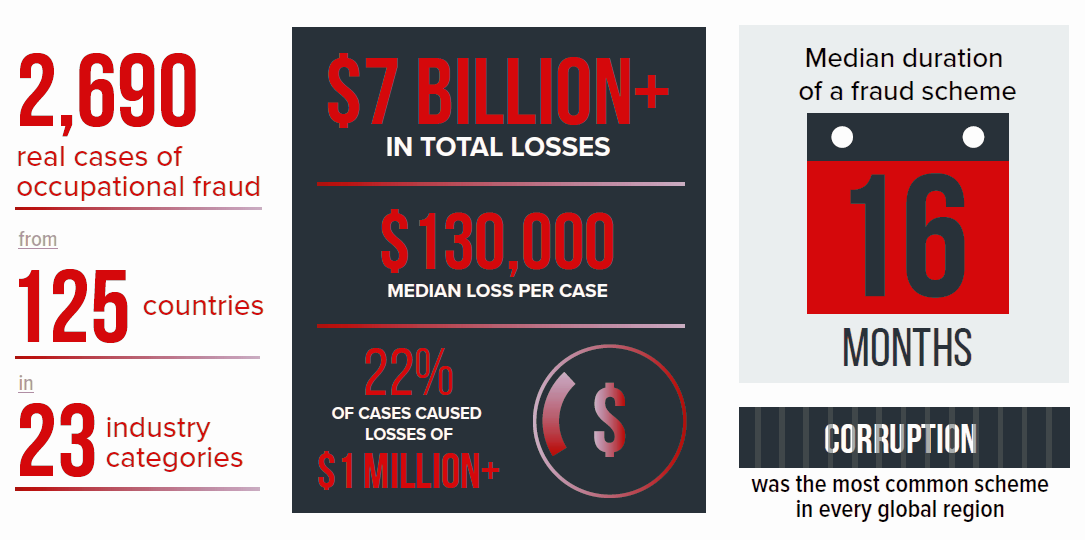 2,690
real cases of
occupational fraud
from
125 countries
in
23 industry
categories
$7 BILLION+
IN TOTAL LOSSES
$130,000
MEDIAN LOSS PER CASE
22%
OF CASES CAUSED
LOSSES OF
$1 MILLION+
$
Median duration
of a fraud scheme
16
MONTHS
CORRUPTION
was the most common scheme
in every global region